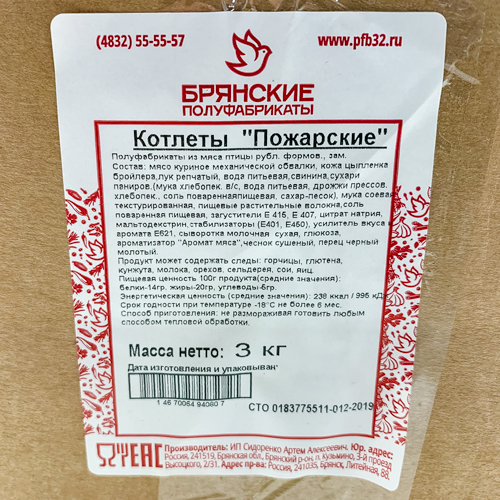 (4832) 55-55-57
www.pfb32.ru
БРЯНСКИЕ
ПОЛУФАБРИКАТЫ
Котлеты "Пожарские"
Полуфабрикаты из мяса птицы рубл. формов., зам.
Состав: мясо куриное механической обвалки, кожа цыпленка
бройлера,лук репчатый, вода питьевая,свинина,сухари
паниров.(мука хлебопек. в/с, вода питьевая, дрожжи прессов.
хлебопек., соль повареннаяпищевая, сахар-песок), мука соевая
текстурированная, пищевые растительные волокна,соль
поваренная пищевая, загустители Е 415, Е 407, цитрат натрия,
мальтодекстрин,стабилизаторы (Е401, Е450), усилитель вкуса и
аромата Е621, сыворотка молочная сухая, глюкоза,
ароматизатор "Аромат мяса",чеснок сушеный, перец черный
молотый.
Продукт может содержать следы: горчицы, глютена,
кунжута, молока, орехов, сельдерея, сои, яиц.
Пищевая ценность 100г продукта(средние значения):
белки-14гр. жиры-20гр, углеводы-6гр.
Энергетическая ценность (средние значения): 238 ккал / 996 кД
Срок годности при температуре -18°С не более 6 мес.
Способ приготовления: не размораживая готовить любым
способом тепловой обработки.
Масса нетто: 3 кг
Дата изготовления и упаковывания
1 46 70064 94080 7
СТО 0183775511-012-2019
EAC Производитель: ИП Сидоренко Артем Алексеевич. Юр. адрес:
Россия, 241519, Брянская обл., Брянский р-он, п. Кузьмино, 3-й проезд
Высоцкого, 2/31. Адрес пр-ва: Россия, 241035, Брянск, Литейная, 88.